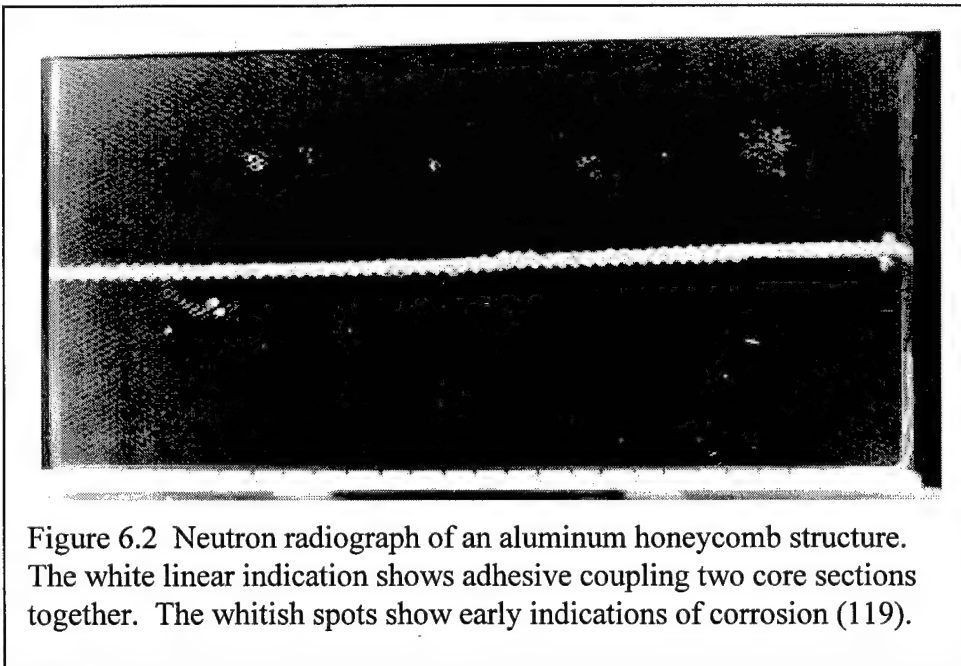 Figure 6.2 Neutron radiograph of an aluminum honeycomb structure.
The white linear indication shows adhesive coupling two core sections
together. The whitish spots show early indications of corrosion (119).